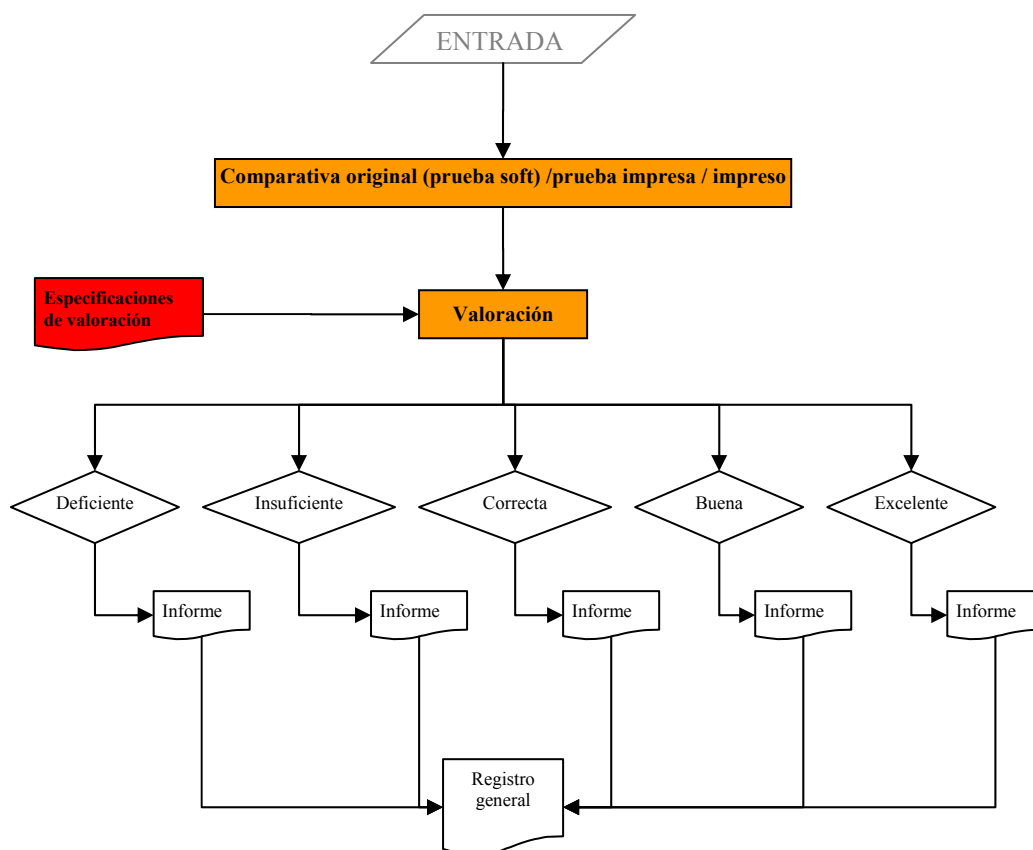 ENTRADA
Comparativa original (prueba soft) /prueba impresa / impreso
Especificaciones
de valoración
Valoración
Deficiente
Insuficiente
Correcta
Buena
Excelente
Informe
Informe
Informe
Informe
Informe
Registro
general